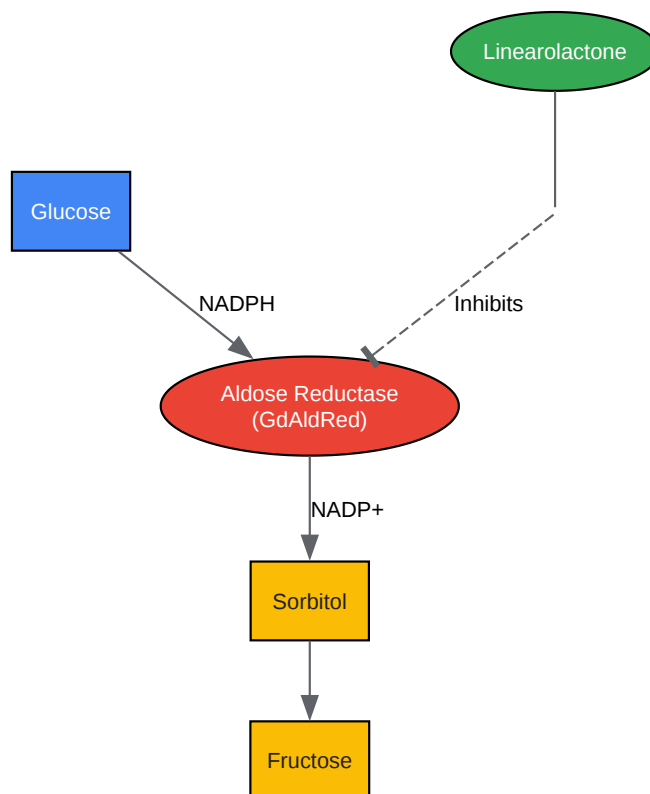 Linearolactone
Glucose
NADPH
Inhibits
Aldose Reductase
(GdAldRed)
NADP+
Sorbitol
Fructose